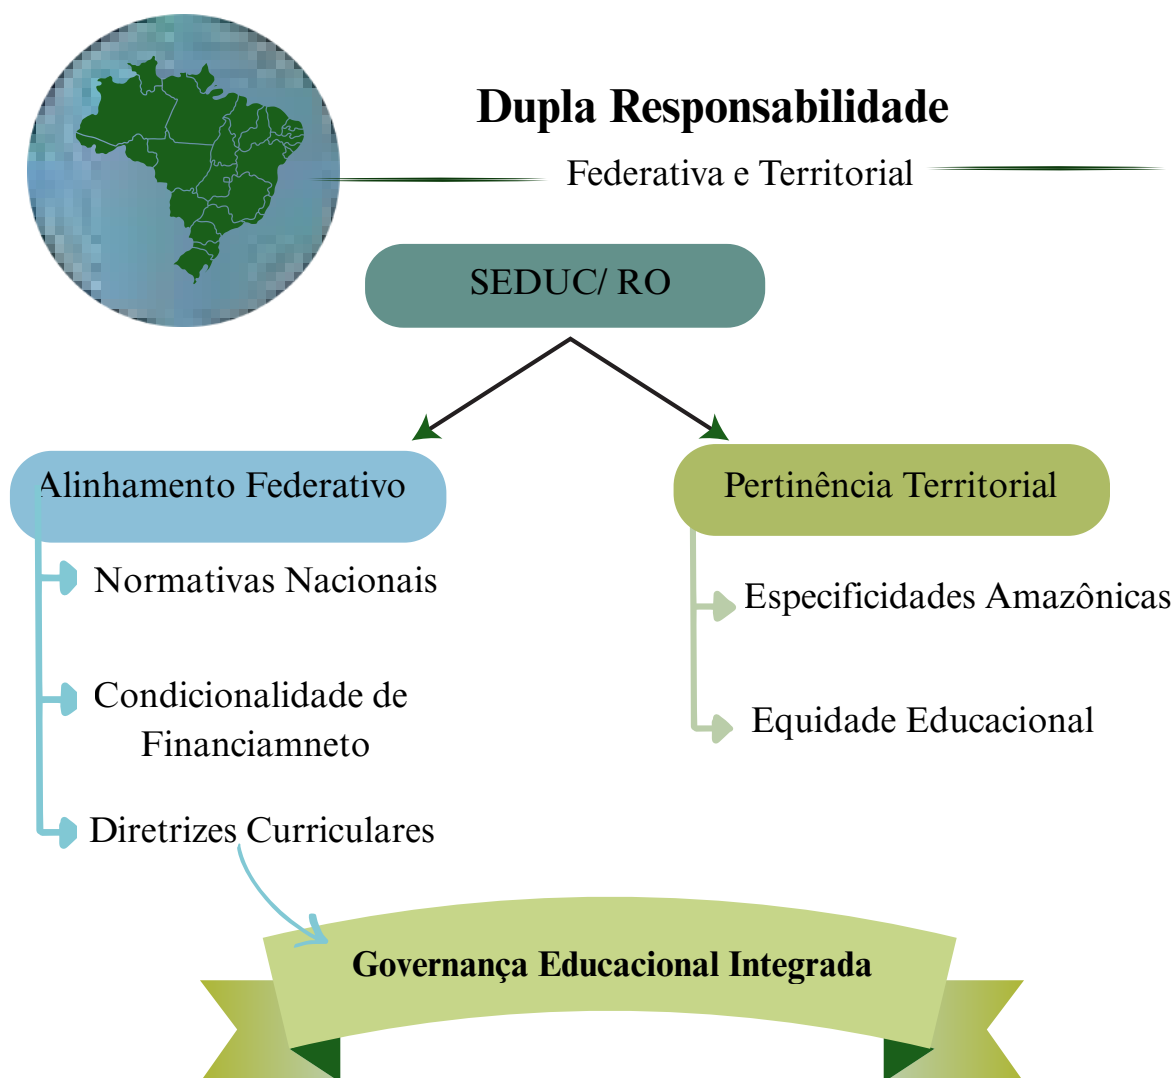 Dupla Responsabilidade
Federativa e Territorial
SEDUC/ RO
Alinhamento Federativo
Normativas Nacionais
Condicionalidade de
Financiamneto
Diretrizes Curriculares
Pertinência Territorial
Especificidades Amazônicas
Equidade Educacional
Governança Educacional Integrada